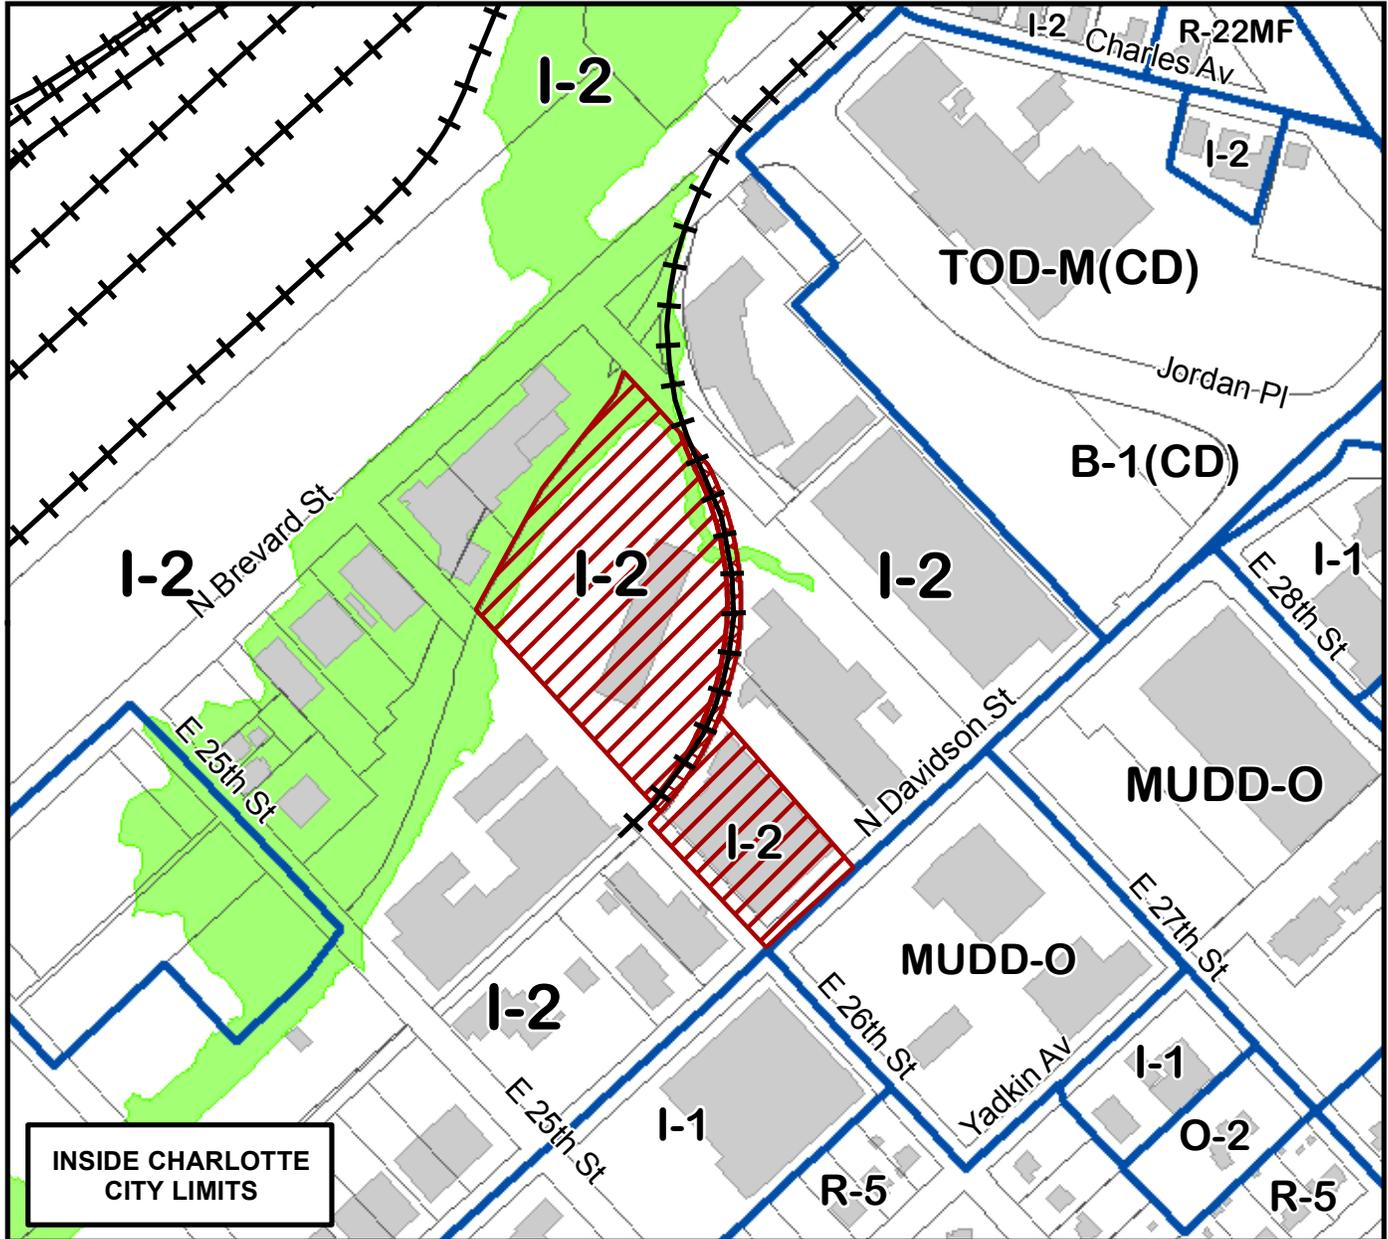 I-2
R-22MF
Charles Av
I-2
I-2
TOD-M(CD)
Jordan Pl
B-1(CD)
I-2
N Brevard St
I-2
I-2
I-1
E 28th St
E 25th St
N Davidson St
MUDD-O
I-2
E 27th St
MUDD-O
I-2
E 26th St
Yadkin Av
I-1
E 25th St
I-1
O-2
R-5
R-5
INSIDE CHARLOTTE
CITY LIMITS